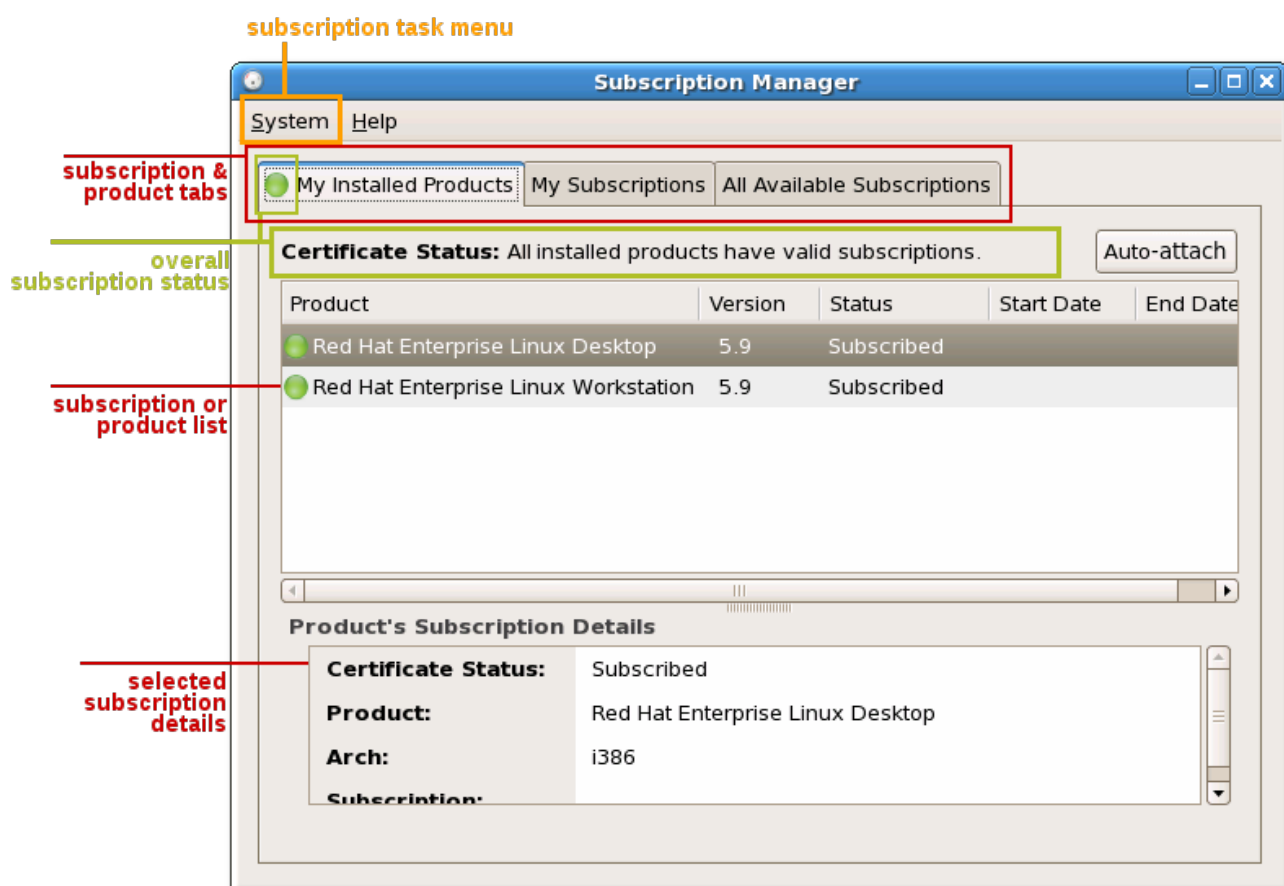 subscription task menu
Subscription Manager
System Help
subscription &
product tabs
My Installed Products My Subscriptions All Available Subscriptions
overall
subscription status
Certificate Status: All installed products have valid subscriptions. Auto-attach
Product Version Status Start Date End Date
Red Hat Enterprise Linux Desktop 5.9 Subscribed
Red Hat Enterprise Linux Workstation 5.9 Subscribed
subscription or
product list
Product's Subscription Details
selected
subscription
details
Certificate Status: Subscribed
Product: Red Hat Enterprise Linux Desktop
Arch: i386
Subscription: